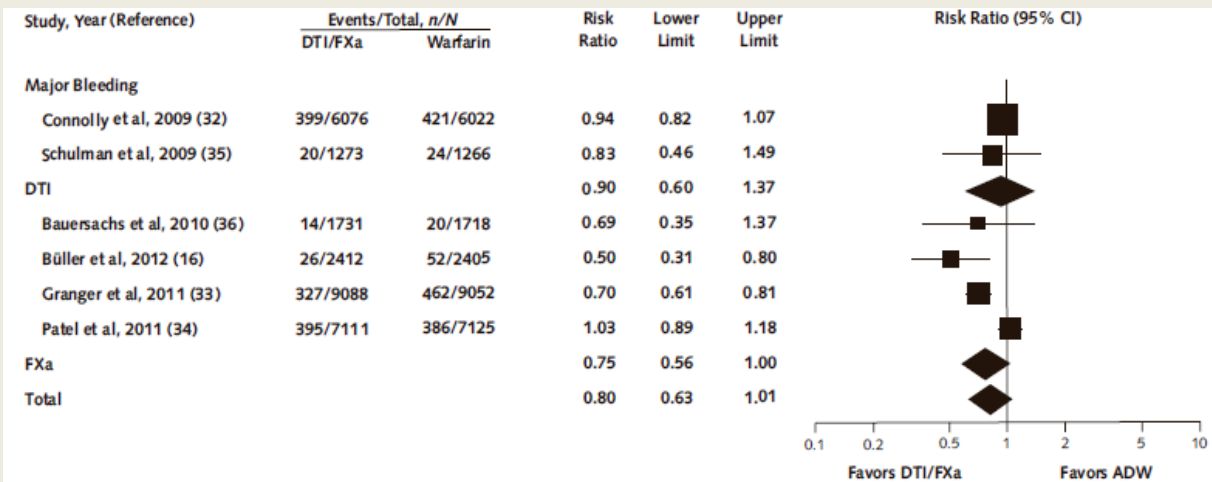 Study, Year (Reference) Events/Total, n/N Risk Lower Upper Risk Ratio (95% CI)
DTI/FXa Warfarin Ratio Limit Limit
Major Bleeding
Connolly et al, 2009 (32) 399/6076 421/6022 0.94 0.82 1.07
Schulman et al, 2009 (35) 20/1273 24/1266 0.83 0.46 1.49
DTI 0.90 0.60 1.37
Bauersachs et al, 2010 (36) 14/1731 20/1718 0.69 0.35 1.37
Büller et al, 2012 (16) 26/2412 52/2405 0.50 0.31 0.80
Granger et al, 2011 (33) 327/9088 462/9052 0.70 0.61 0.81
Patel et al, 2011 (34) 395/7111 386/7125 1.03 0.89 1.18
FXa 0.75 0.56 1.00
Total 0.80 0.63 1.01
0.1 0.2 0.5 1 2 5 10
Favors DTI/FXa Favors ADW